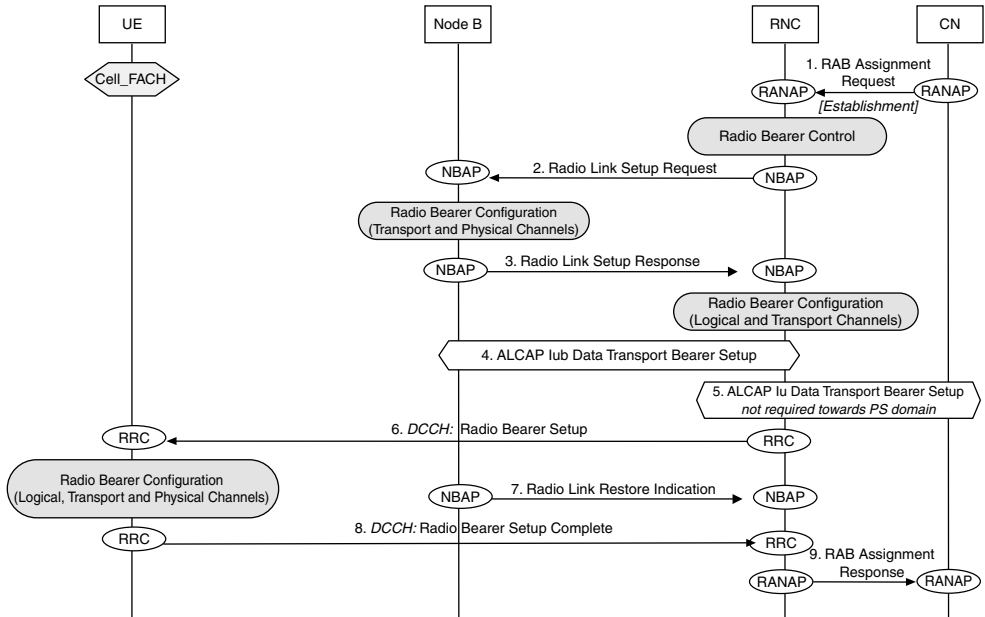 UE
Node B
RNC
CN
Cell_FACH
1. RAB Assignment
Request
RANAP
RANAP
[Establishment]
Radio Bearer Control
NBAP
2. Radio Link Setup Request
NBAP
Radio Bearer Configuration
(Transport and Physical Channels)
NBAP
3. Radio Link Setup Response
NBAP
Radio Bearer Configuration
(Logical and Transport Channels)
4. ALCAP Iub Data Transport Bearer Setup
5. ALCAP Iu Data Transport Bearer Setup
not required towards PS domain
RRC
6. DCCH: Radio Bearer Setup
RRC
Radio Bearer Configuration
(Logical, Transport and Physical Channels)
NBAP
7. Radio Link Restore Indication
NBAP
RRC
8. DCCH: Radio Bearer Setup Complete
RRC
9. RAB Assignment
Response
RANAP
RANAP